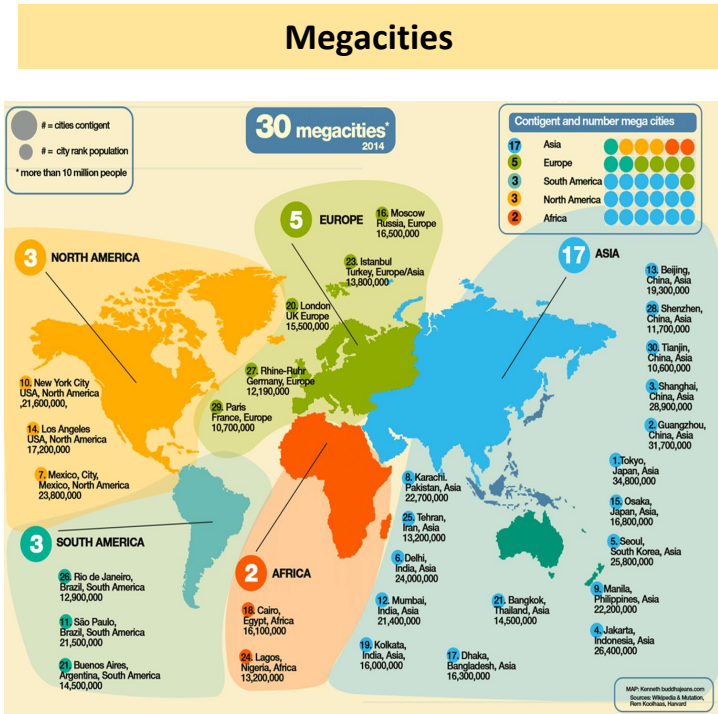 Megacities
# = cities contigent
# = city rank population
* more than 10 million people
30 megacities*
2014
Contigent and number mega cities
17 Asia
5 Europe
3 South America
3 North America
2 Africa
3 NORTH AMERICA
10. New York City
USA, North America
,21,600,000,
14. Los Angeles
USA, North America
17,200,000
7. Mexico, City,
Mexico, North America
23,800,000
5 EUROPE
16. Moscow
Russia, Europe
16,500,000
23. Istanbul
Turkey, Europe/Asia
13,800,000
20. London
UK Europe
15,500,000
27. Rhine-Ruhr
Germany, Europe
12,190,000
29. Paris
France, Europe
10,700,000
17 ASIA
13. Beijing,
China, Asia
19,300,000
28. Shenzhen,
China, Asia
11,700,000
30. Tianjin,
China, Asia
10,600,000
3. Shanghai,
China, Asia
28,900,000
2. Guangzhou,
China, Asia
31,700,000
1.Tokyo,
Japan, Asia
34,800,000
15. Osaka,
Japan, Asia
16,800,000
5. Seoul,
South Korea, Asia
25,800,000
9. Manila,
Philippines, Asia
22,200,000
4. Jakarta,
Indonesia, Asia
26,400,000
8. Karachi.
Pakistan, Asia
22,700,000
25. Tehran,
Iran, Asia
13,200,000
6. Delhi,
India, Asia
24,000,000
12. Mumbai,
India, Asia
21,400,000
19. Kolkata,
India, Asia,
16,000,000
21. Bangkok,
Thailand, Asia
14,500,000
17. Dhaka,
Bangladesh, Asia
16,300,000
3 SOUTH AMERICA
26. Rio de Janeiro,
Brazil, South America
12,900,000
11. São Paulo,
Brazil, South America
21,500,000
21. Buenos Aires,
Argentina, South America
14,500,000
2 AFRICA
18. Cairo,
Egypt, Africa
16,100,000
24. Lagos,
Nigeria, Africa
13,200,000
MAP: Kenneth buddhajeans.com
Sources: Wikipedia & Mutation,
Rem Koolhaas, Harvard